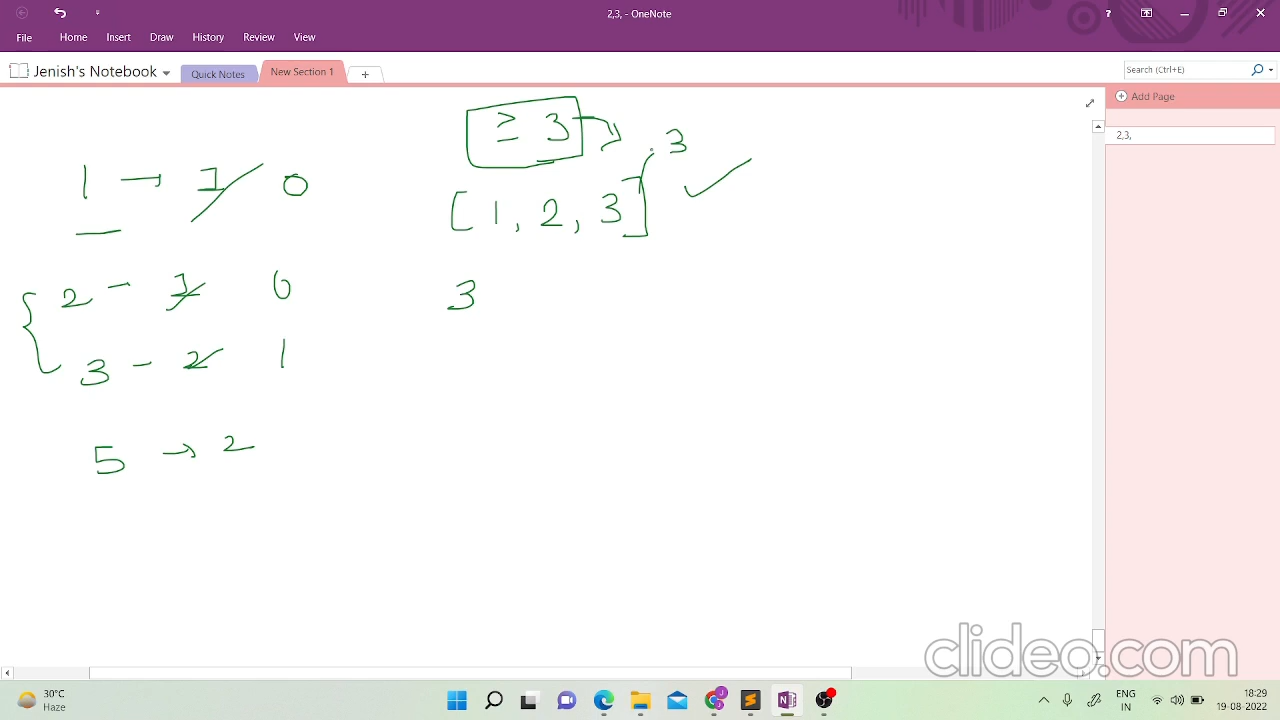 2,3, - OneNote
File Home Insert Draw History Review View
Jenish's Notebook Quick Notes New Section 1 Search (Ctrl+E)
Add Page
2,3,
≥ 3
.3
1 → 1 0
[1, 2, 3]
2 - 1 0
3
3 - 2 1
5 → 2
clideo.com
30°C
Haze
ENG
IN
18:29
19-08-2022